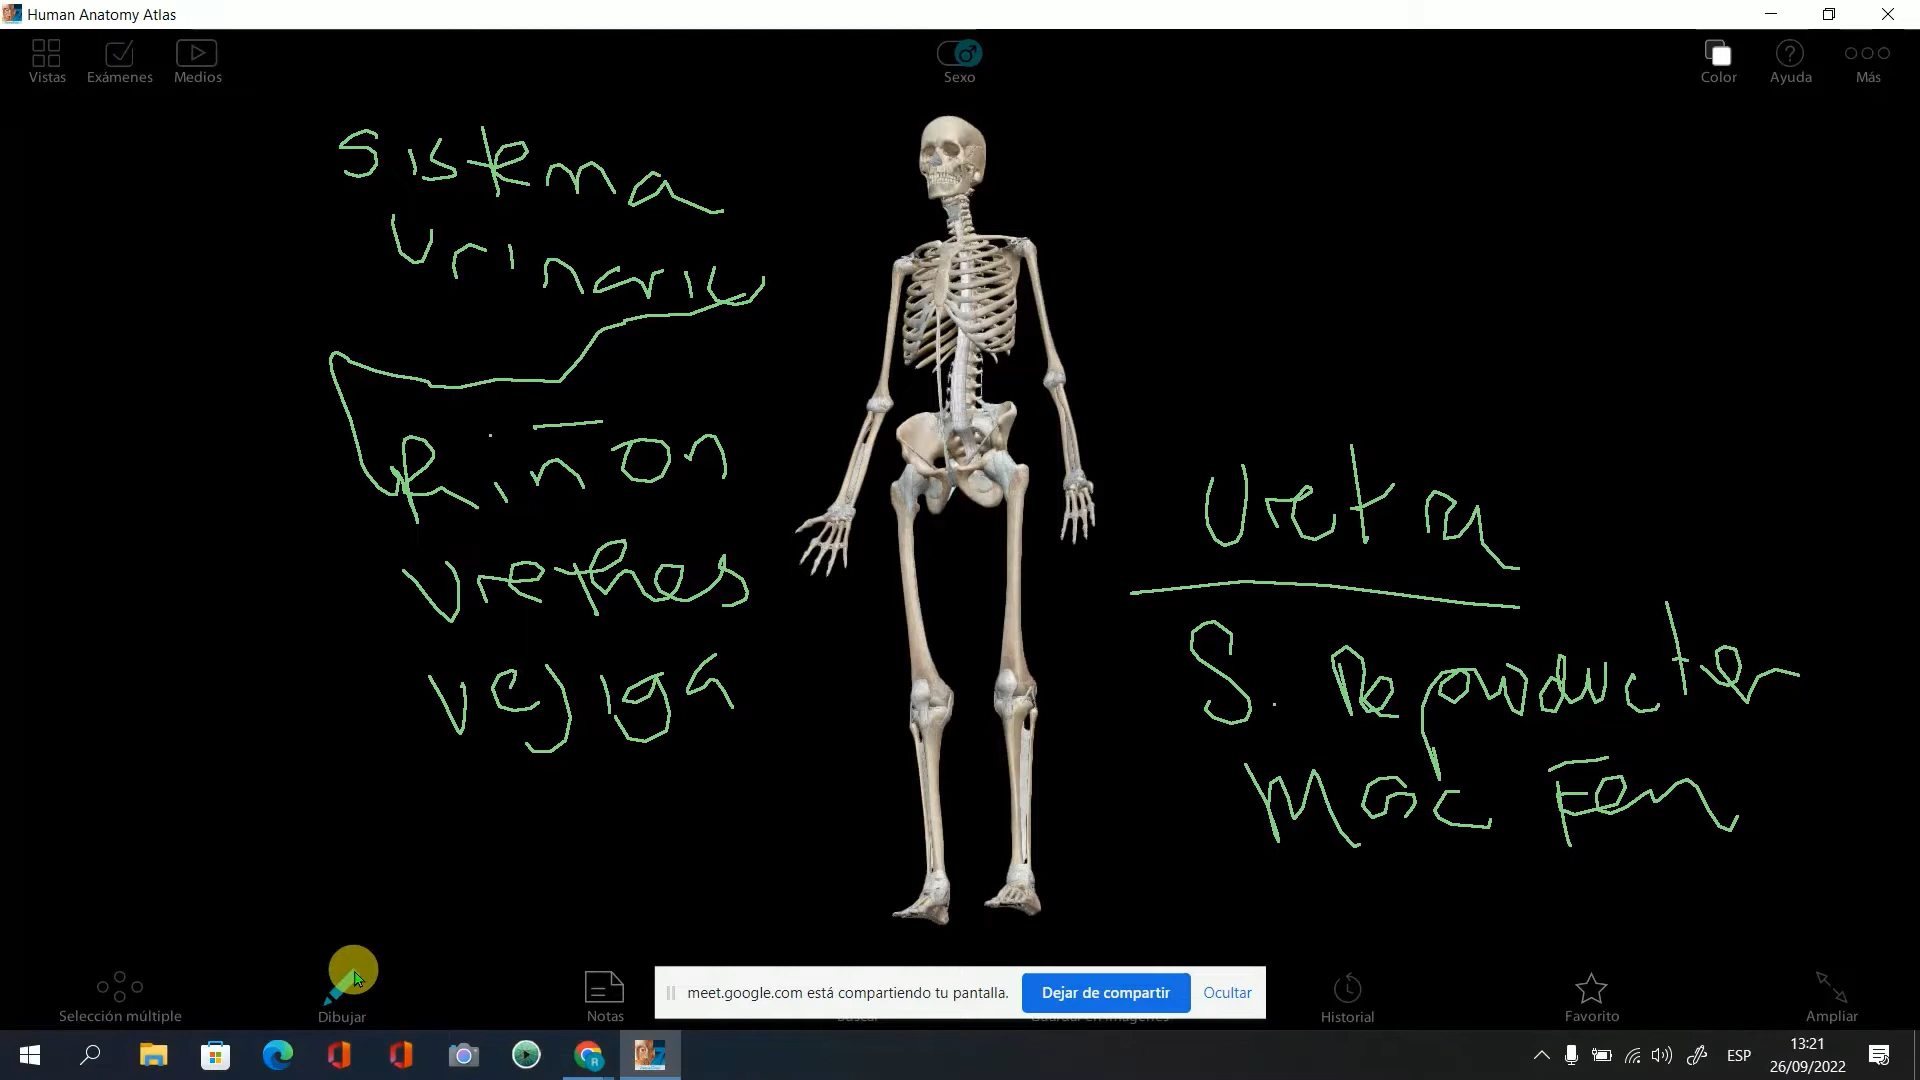 Human Anatomy Atlas
Vistas
Exámenes
Medios
Sexo
Color
Ayuda
Más
Sistema
Urinario
Riñon
Vejiga
Uretra
S. Reproductor
Masc Fem
Selección múltiple
Dibujar
Notas
meet.google.com está compartiendo tu pantalla.
Dejar de compartir
Ocultar
Historial
Favorito
Ampliar
ESP
13:21
26/09/2022